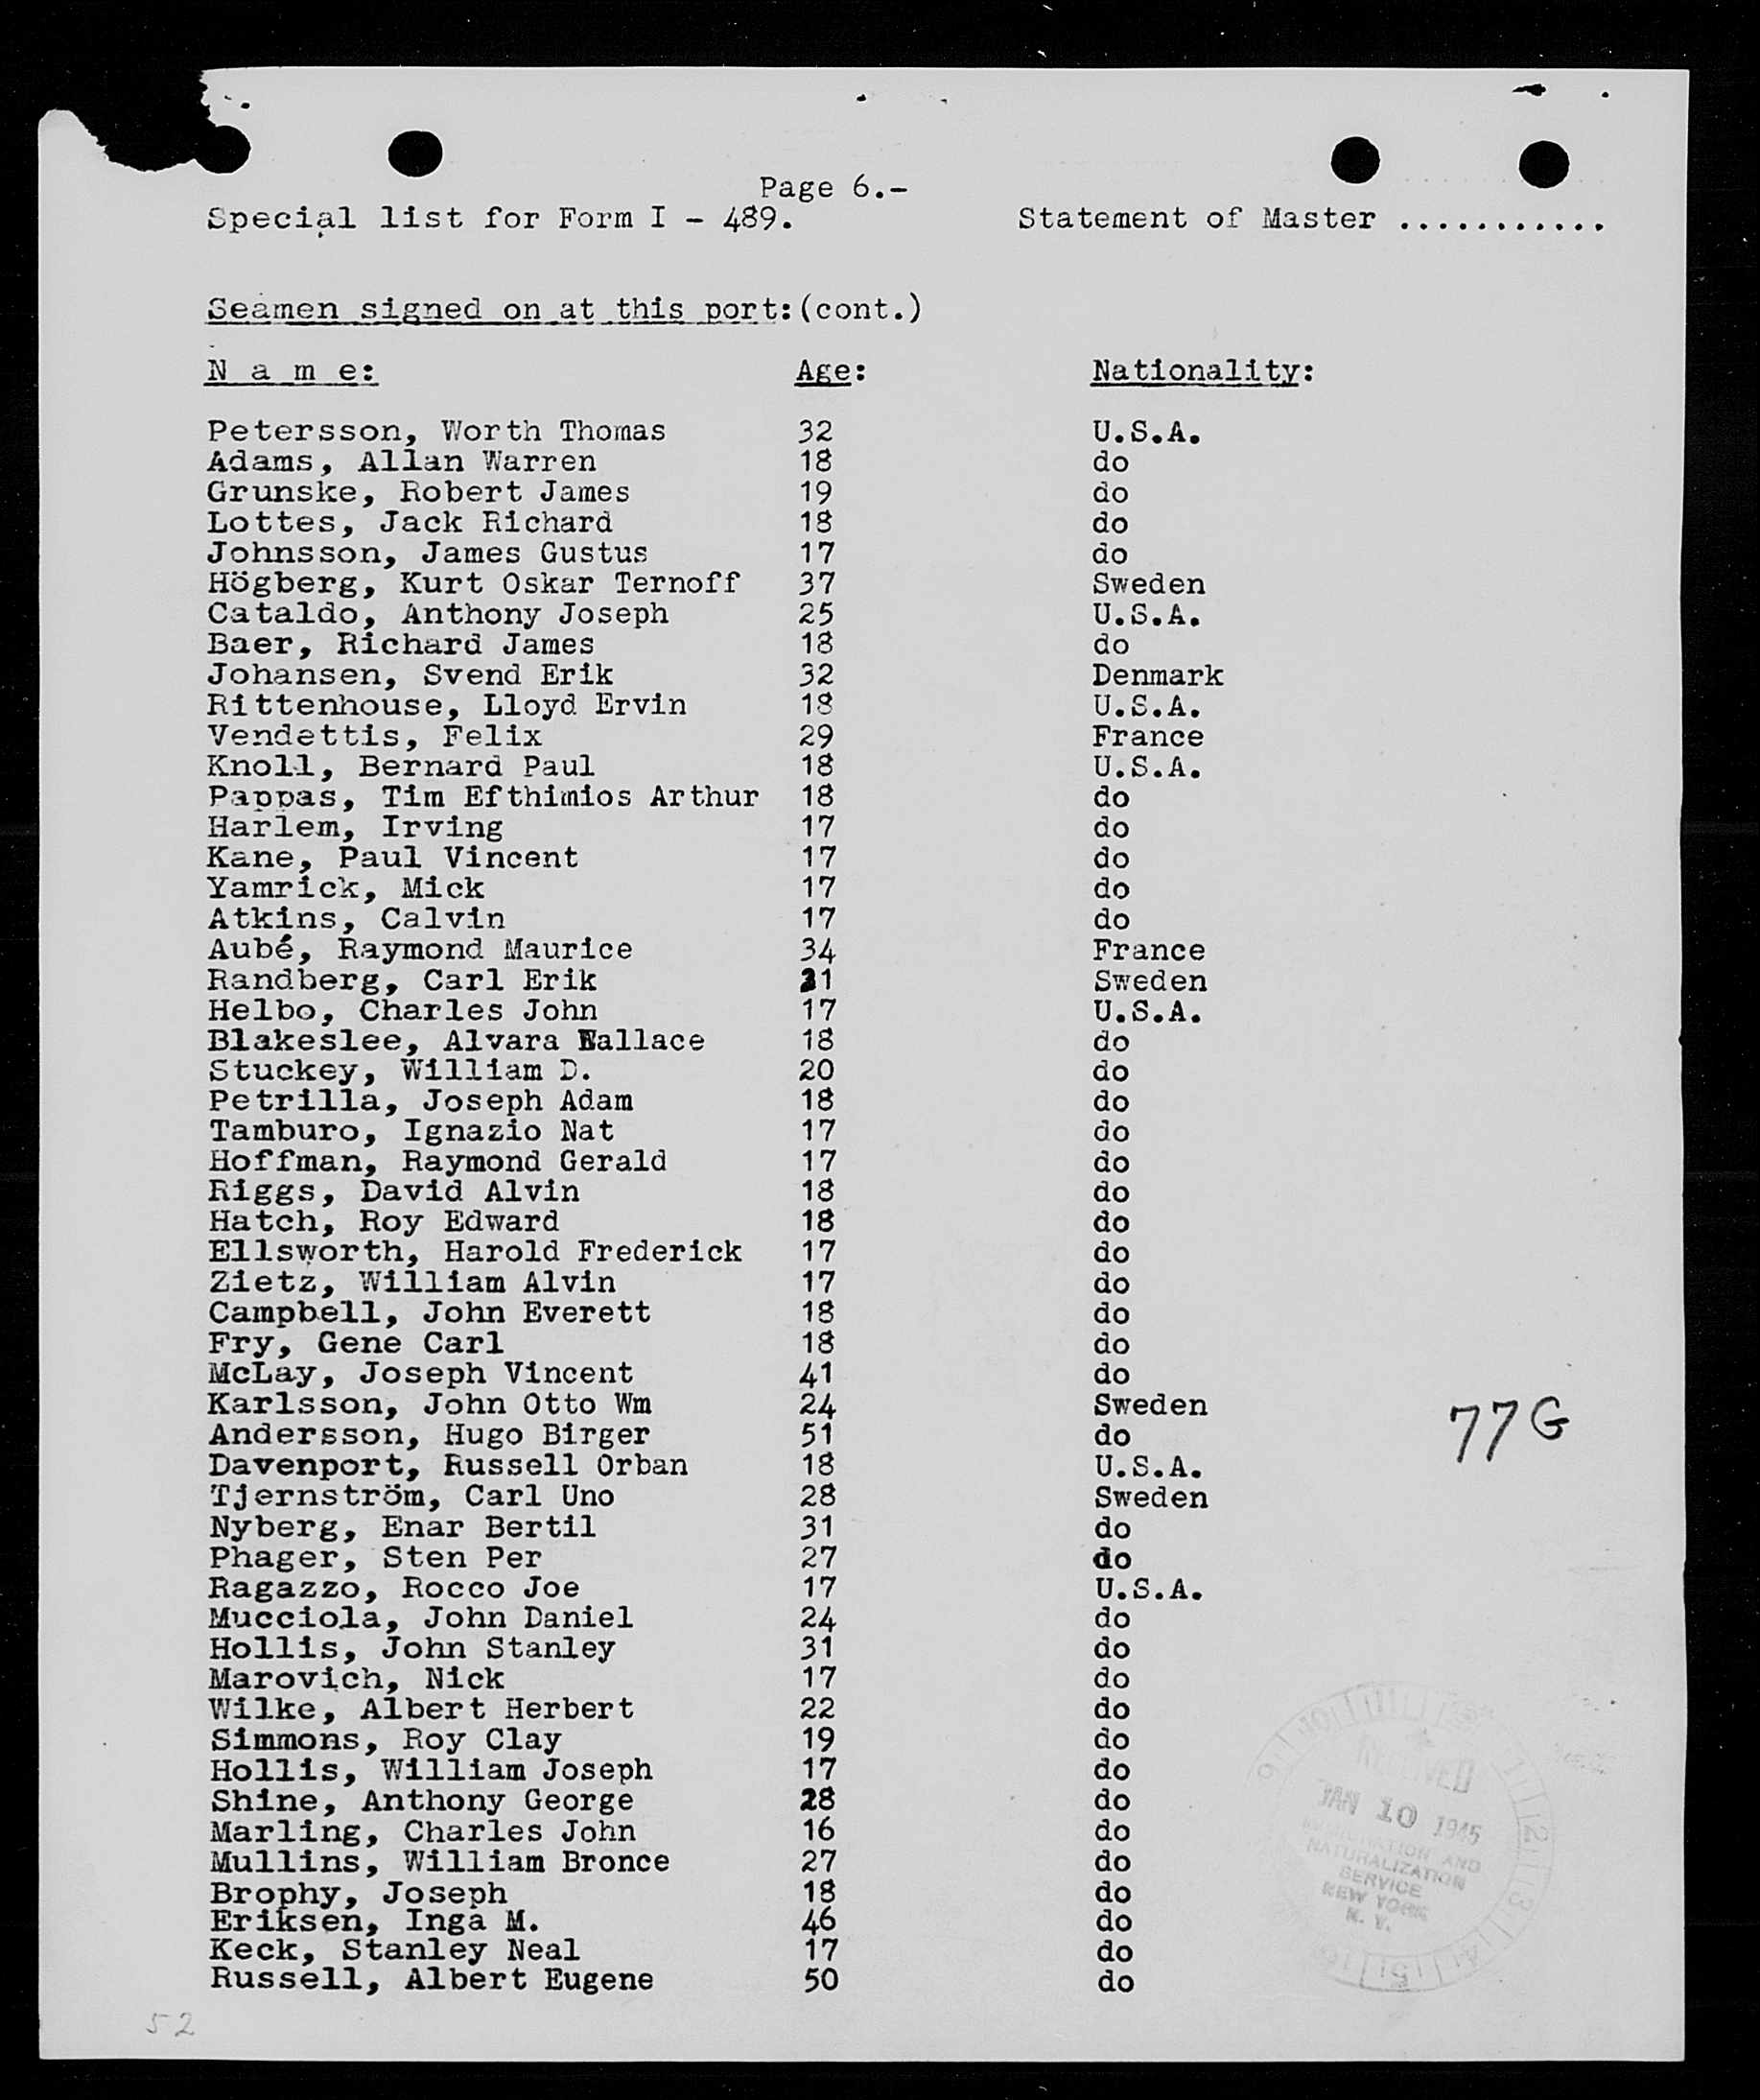 Page 6.-
Special list for Form I - 489. Statement of Master ...........
Seamen signed on at this port:(cont.)
N a m e: Age: Nationality:
Petersson, Worth Thomas 32 U.S.A.
Adams, Allan Warren 18 do
Grunske, Robert James 19 do
Lottes, Jack Richard 18 do
Johnsson, James Gustus 17 do
Högberg, Kurt Oskar Ternoff 37 Sweden
Cataldo, Anthony Joseph 25 U.S.A.
Baer, Richard James 18 do
Johansen, Svend Erik 32 Denmark
Rittenhouse, Lloyd Ervin 18 U.S.A.
Vendettis, Felix 29 France
Knoll, Bernard Paul 18 U.S.A.
Pappas, Tim Efthimios Arthur 18 do
Harlem, Irving 17 do
Kane, Paul Vincent 17 do
Yamrick, Mick 17 do
Atkins, Calvin 17 do
Aubé, Raymond Maurice 34 France
Randberg, Carl Erik 31 Sweden
Helbo, Charles John 17 U.S.A.
Blakeslee, Alvara Wallace 18 do
Stuckey, William D. 20 do
Petrilla, Joseph Adam 18 do
Tamburo, Ignazio Nat 17 do
Hoffman, Raymond Gerald 17 do
Riggs, David Alvin 18 do
Hatch, Roy Edward 18 do
Ellsworth, Harold Frederick 17 do
Zietz, William Alvin 17 do
Campbell, John Everett 18 do
Fry, Gene Carl 18 do
McLay, Joseph Vincent 41 do
Karlsson, John Otto Wm 24 Sweden
77G
Andersson, Hugo Birger 51 do
Davenport, Russell Orban 18 U.S.A.
Tjernström, Carl Uno 28 Sweden
Nyberg, Enar Bertil 31 do
Phager, Sten Per 27 do
Ragazzo, Rocco Joe 17 U.S.A.
Mucciola, John Daniel 24 do
Hollis, John Stanley 31 do
Marovich, Nick 17 do
Wilke, Albert Herbert 22 do
Simmons, Roy Clay 19 do
Hollis, William Joseph 17 do
Shine, Anthony George 28 do
Marling, Charles John 16 do
Mullins, William Bronce 27 do
Brophy, Joseph 18 do
Eriksen, Inga M. 46 do
Keck, Stanley Neal 17 do
Russell, Albert Eugene 50 do
RECEIVED
JAN 10 1945
IMMIGRATION AND
NATURALIZATION
SERVICE
NEW YORK
N. Y.
52